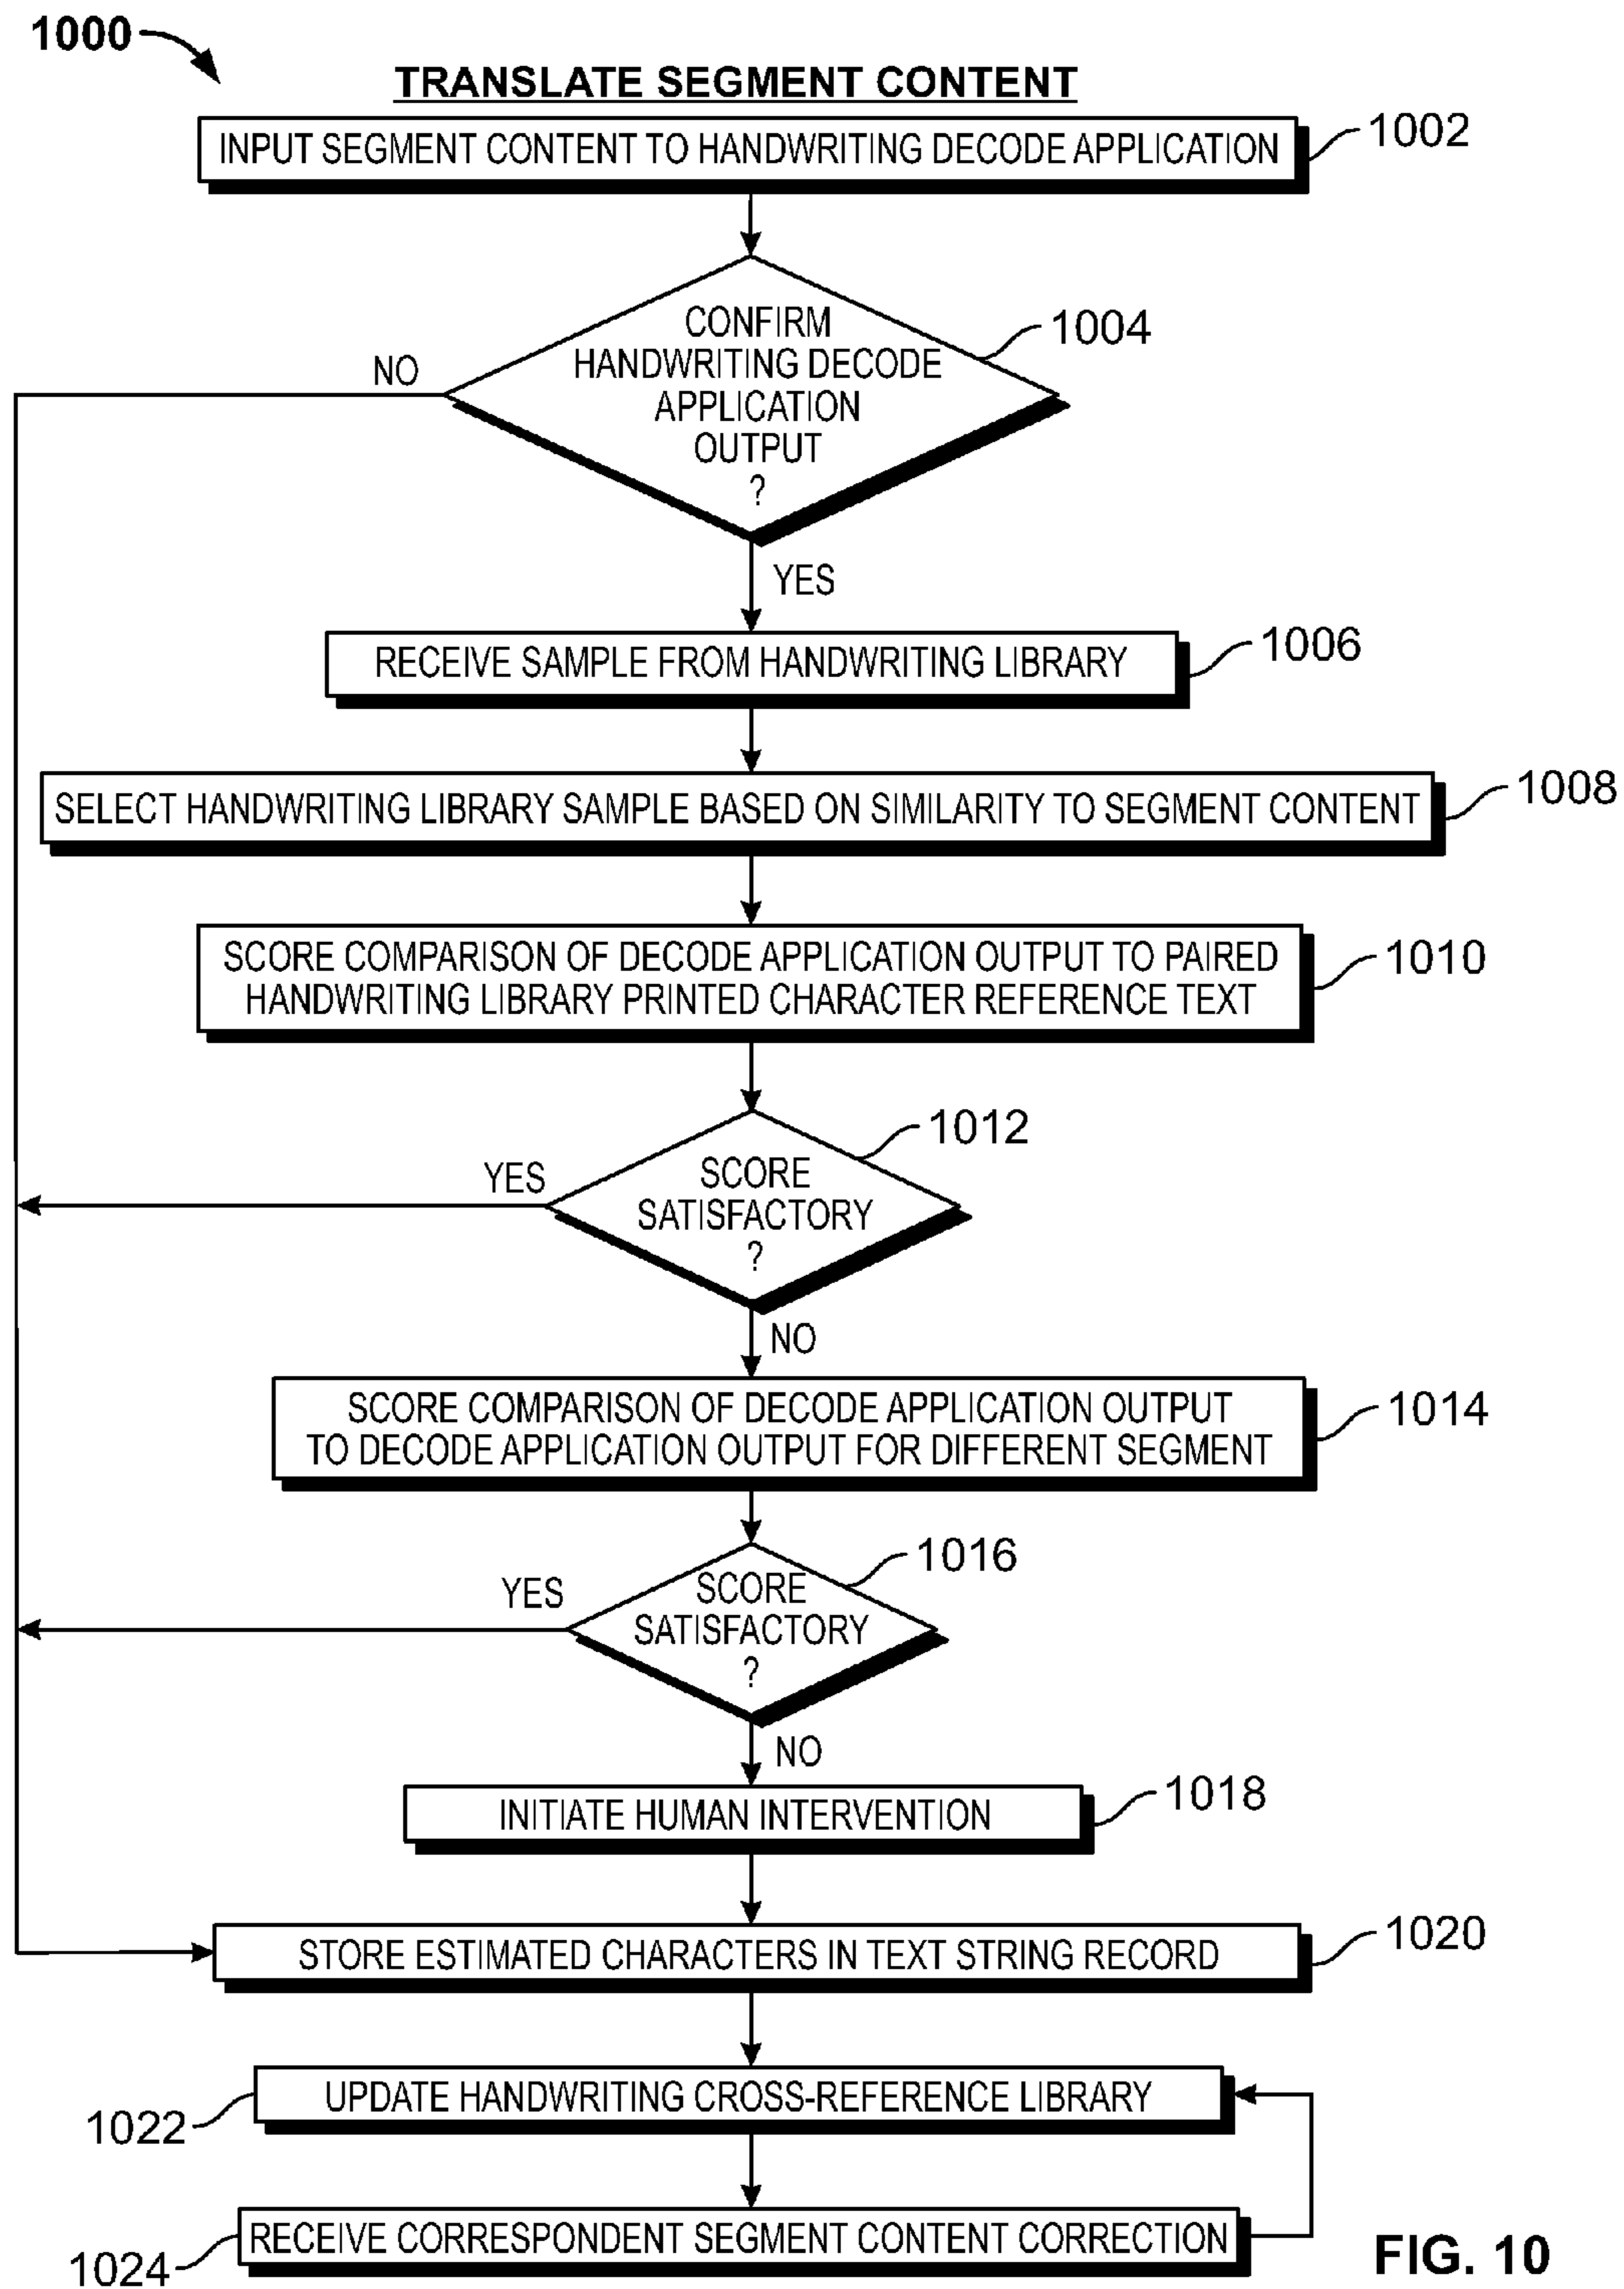 1000
TRANSLATE SEGMENT CONTENT
INPUT SEGMENT CONTENT TO HANDWRITING DECODE APPLICATION
1002
CONFIRM
HANDWRITING DECODE
APPLICATION
OUTPUT
?
1004
NO
YES
RECEIVE SAMPLE FROM HANDWRITING LIBRARY
1006
SELECT HANDWRITING LIBRARY SAMPLE BASED ON SIMILARITY TO SEGMENT CONTENT
1008
SCORE COMPARISON OF DECODE APPLICATION OUTPUT TO PAIRED
HANDWRITING LIBRARY PRINTED CHARACTER REFERENCE TEXT
1010
1012
YES
SCORE
SATISFACTORY
?
NO
SCORE COMPARISON OF DECODE APPLICATION OUTPUT
TO DECODE APPLICATION OUTPUT FOR DIFFERENT SEGMENT
1014
1016
YES
SCORE
SATISFACTORY
?
NO
INITIATE HUMAN INTERVENTION
1018
STORE ESTIMATED CHARACTERS IN TEXT STRING RECORD
1020
UPDATE HANDWRITING CROSS-REFERENCE LIBRARY
1022
RECEIVE CORRESPONDENT SEGMENT CONTENT CORRECTION
1024
FIG. 10